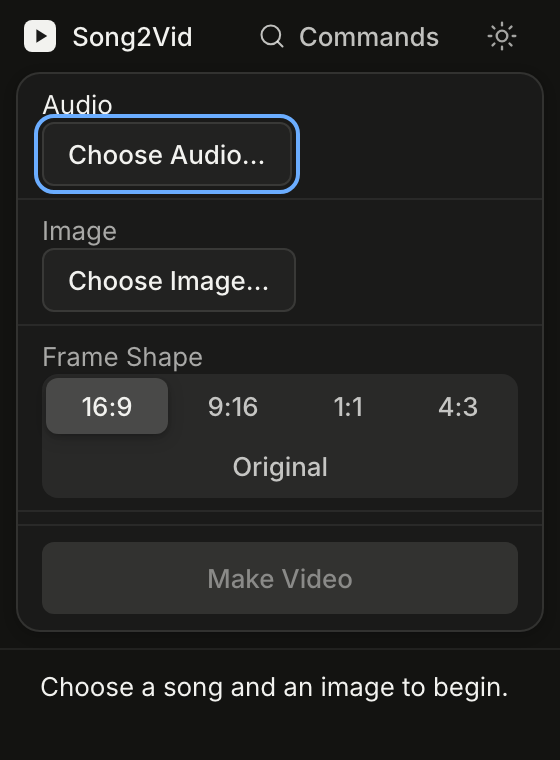 Song2Vid Commands
Audio
Choose Audio...
Image
Choose Image...
Frame Shape
16:9 9:16 1:1 4:3
Original
Make Video
Choose a song and an image to begin.